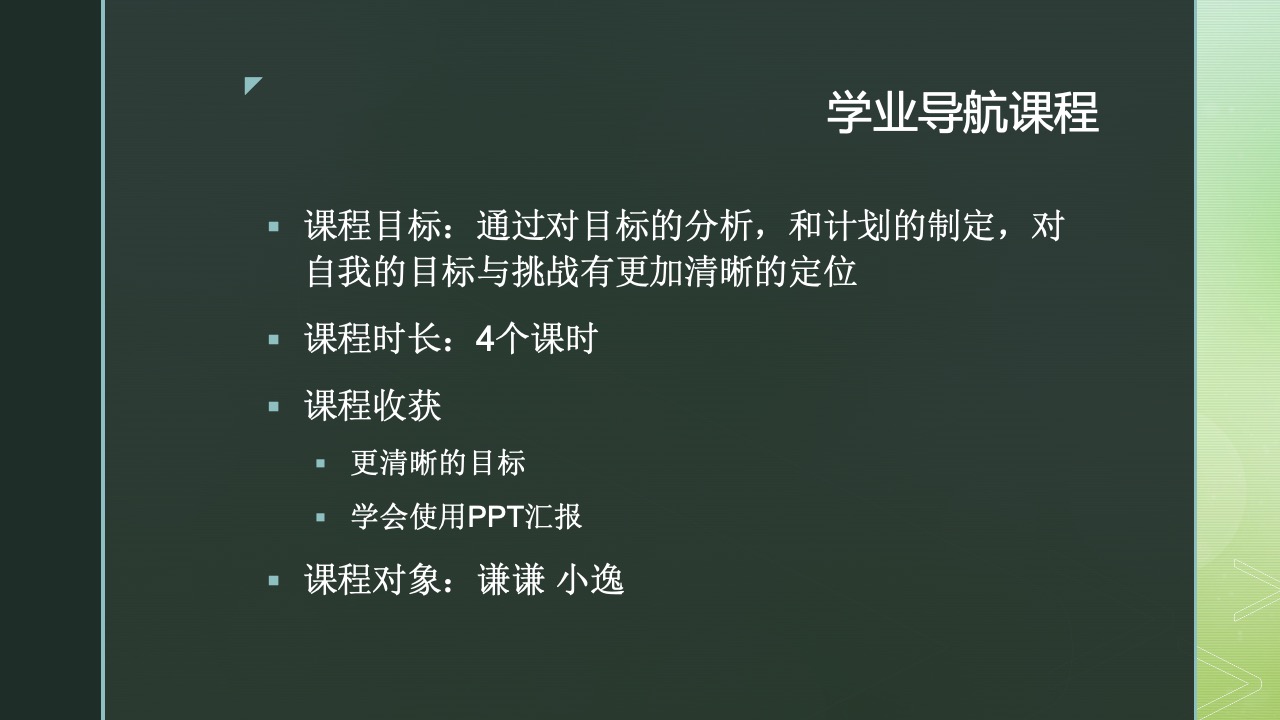 学业导航课程
课程目标：通过对目标的分析，和计划的制定，对
自我的目标与挑战有更加清晰的定位
课程时长：4个课时
课程收获
更清晰的目标
学会使用PPT汇报
课程对象：谦谦 小逸